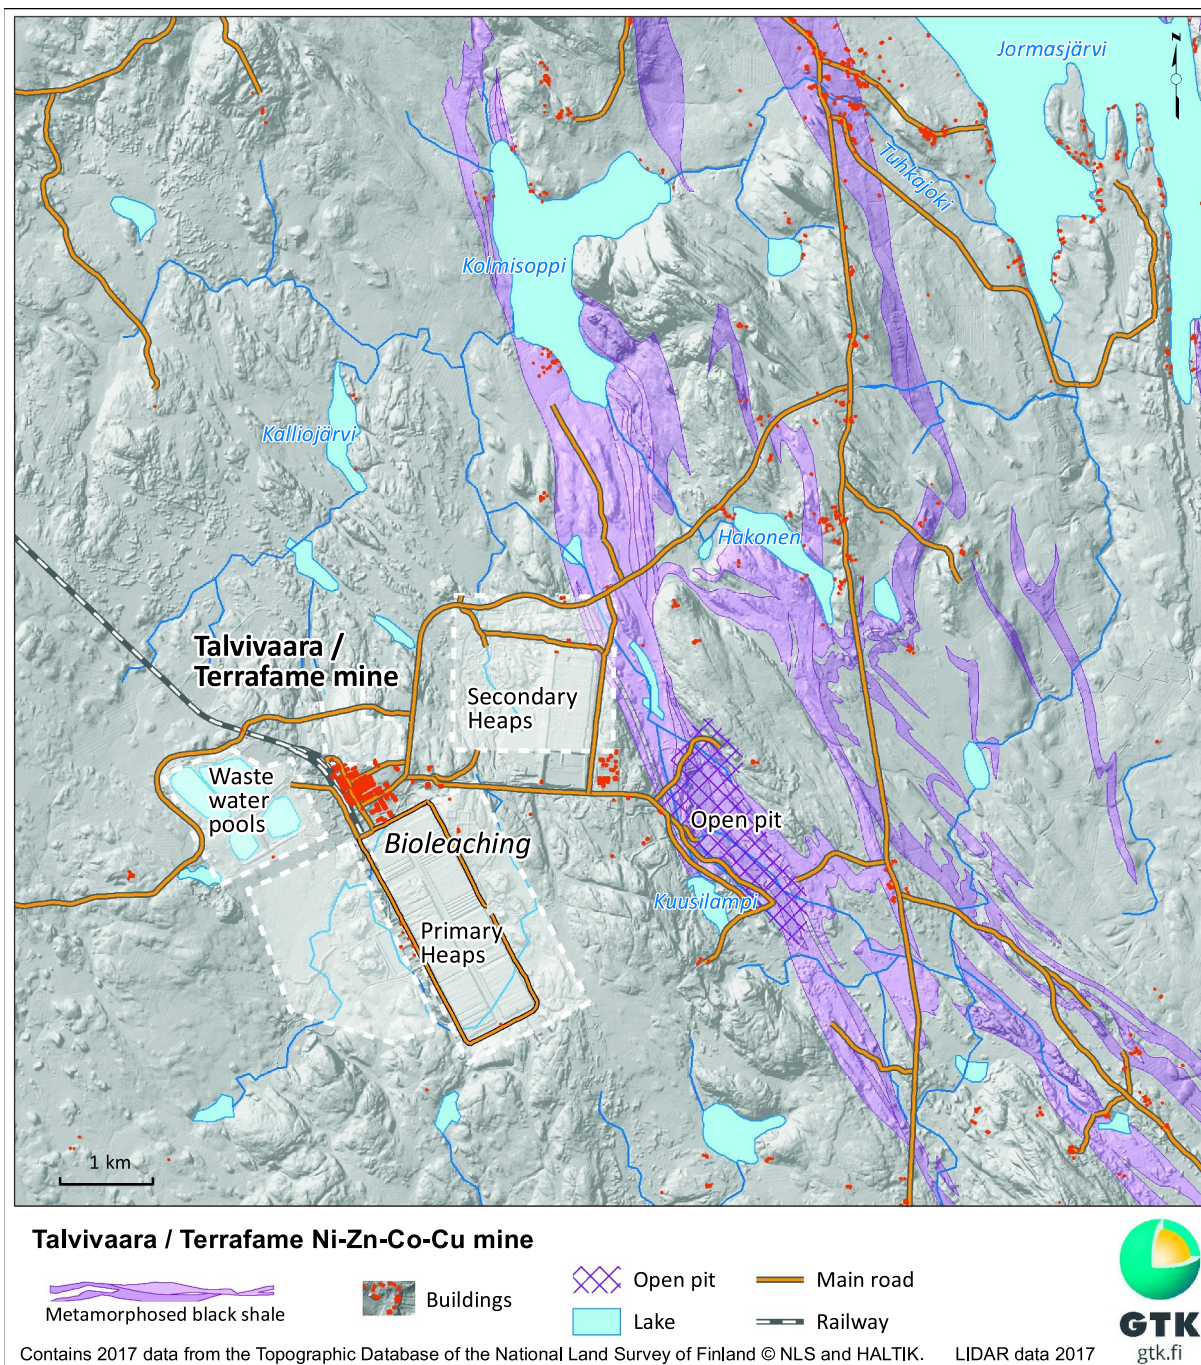 Jormasjärvi
z
Tuhkajoki
Kolmisoppi
Kalliojärvi
Hakonen
Talvivaara /
Terrafame mine
Secondary
Heaps
Waste
water
pools
Open pit
Bioleaching
Kuusilampi
Primary
Heaps
1 km
Talvivaara / Terrafame Ni-Zn-Co-Cu mine
Metamorphosed black shale
Buildings
Open pit
Lake
Main road
Railway
GTK
gtk.fi
Contains 2017 data from the Topographic Database of the National Land Survey of Finland © NLS and HALTIK. LIDAR data 2017